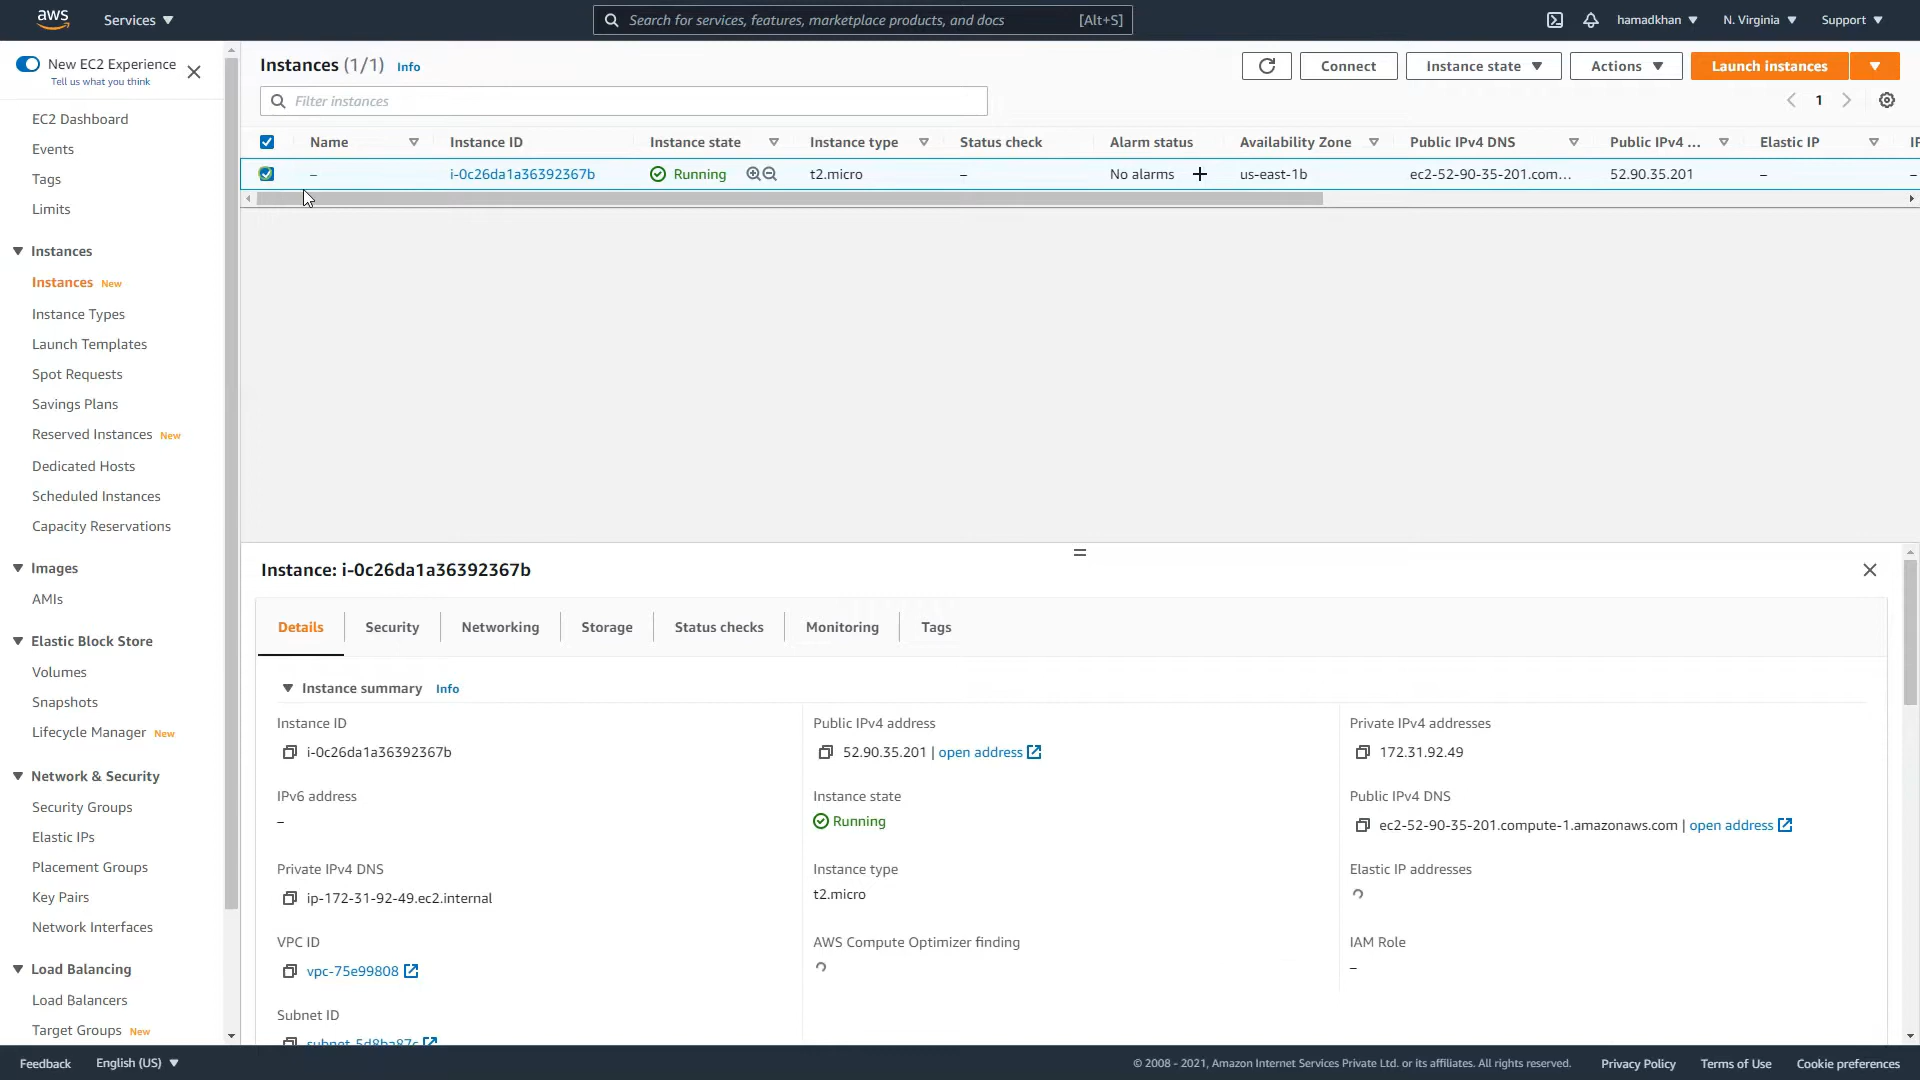 aws
Services
Search for services, features, marketplace products, and docs
[Alt+S]
hamadkhan
N. Virginia
Support
New EC2 Experience
Tell us what you think
EC2 Dashboard
Events
Tags
Limits
Instances
Instances New
Instance Types
Launch Templates
Spot Requests
Savings Plans
Reserved Instances New
Dedicated Hosts
Scheduled Instances
Capacity Reservations
Images
AMIs
Elastic Block Store
Volumes
Snapshots
Lifecycle Manager New
Network & Security
Security Groups
Elastic IPs
Placement Groups
Key Pairs
Network Interfaces
Load Balancing
Load Balancers
Target Groups New
Instances (1/1) Info
Connect
Instance state
Actions
Launch instances
Filter instances
1
Name Instance ID Instance state Instance type Status check Alarm status Availability Zone Public IPv4 DNS Public IPv4 ... Elastic IP IP
– i-0c26da1a36392367b Running t2.micro – No alarms us-east-1b ec2-52-90-35-201.com... 52.90.35.201 – –
Instance: i-0c26da1a36392367b
Details Security Networking Storage Status checks Monitoring Tags
Instance summary Info
Instance ID
i-0c26da1a36392367b
Public IPv4 address
52.90.35.201 | open address
Private IPv4 addresses
172.31.92.49
IPv6 address
–
Instance state
Running
Public IPv4 DNS
ec2-52-90-35-201.compute-1.amazonaws.com | open address
Private IPv4 DNS
ip-172-31-92-49.ec2.internal
Instance type
t2.micro
Elastic IP addresses
VPC ID
vpc-75e99808
AWS Compute Optimizer finding
IAM Role
–
Subnet ID
subnet-5d8ba87c
Feedback
English (US)
© 2008 - 2021, Amazon Internet Services Private Ltd. or its affiliates. All rights reserved.
Privacy Policy
Terms of Use
Cookie preferences